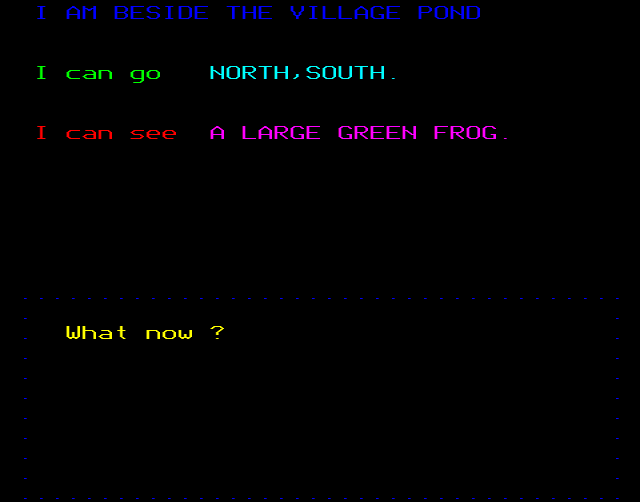 I AM BESIDE THE VILLAGE POND
I can go NORTH,SOUTH.
I can see A LARGE GREEN FROG.
What now ?